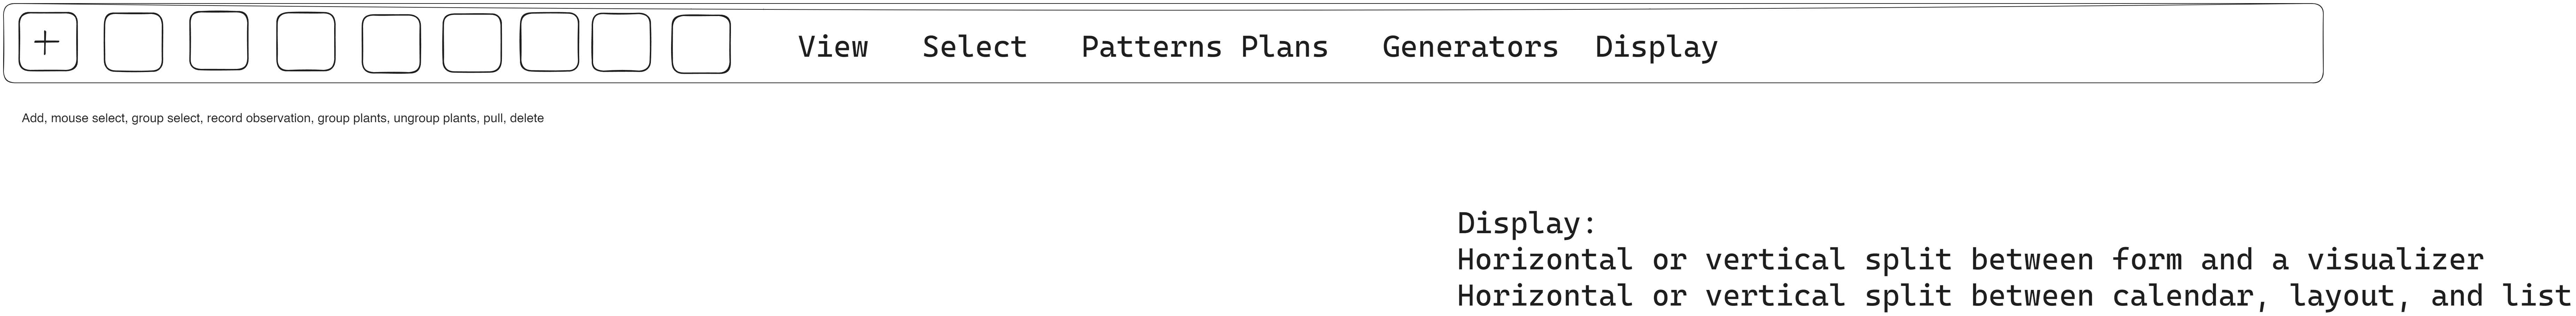 + View Select Patterns Plans Generators Display
Add, mouse select, group select, record observation, group plants, ungroup plants, pull, delete
Display:
Horizontal or vertical split between form and a visualizer
Horizontal or vertical split between calendar, layout, and list